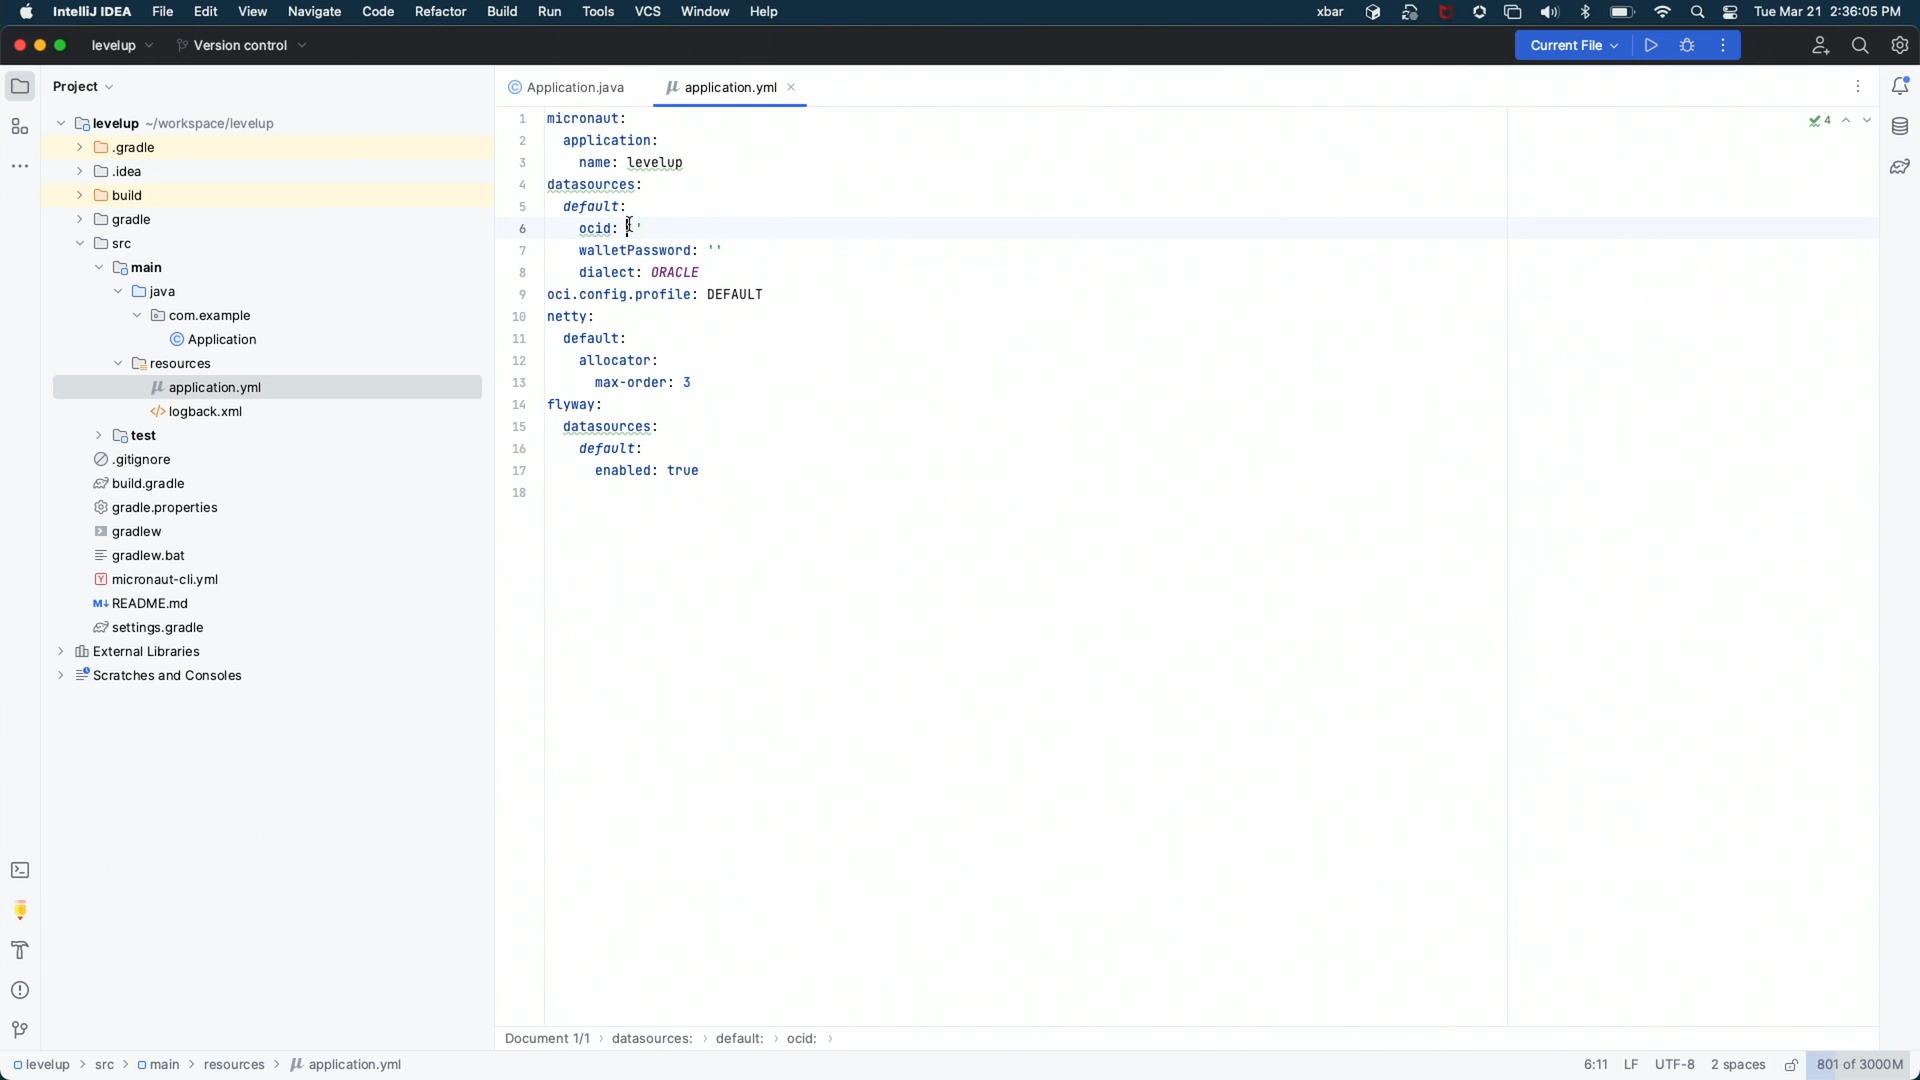 IntelliJ IDEA File Edit View Navigate Code Refactor Build Run Tools VCS Window Help xbar Tue Mar 21 2:36:05 PM
levelup Version control Current File
Project
Application.java application.yml
levelup ~/workspace/levelup
.gradle
.idea
build
gradle
src
main
java
com.example
Application
resources
application.yml
logback.xml
test
.gitignore
build.gradle
gradle.properties
gradlew
gradlew.bat
micronaut-cli.yml
README.md
settings.gradle
External Libraries
Scratches and Consoles
1 micronaut:
2 application:
3 name: levelup
4 datasources:
5 default:
6 ocid: ''
7 walletPassword: ''
8 dialect: ORACLE
9 oci.config.profile: DEFAULT
10 netty:
11 default:
12 allocator:
13 max-order: 3
14 flyway:
15 datasources:
16 default:
17 enabled: true
18
4
Document 1/1 › datasources: › default: › ocid: ›
levelup > src > main > resources > application.yml 6:11 LF UTF-8 2 spaces 801 of 3000M